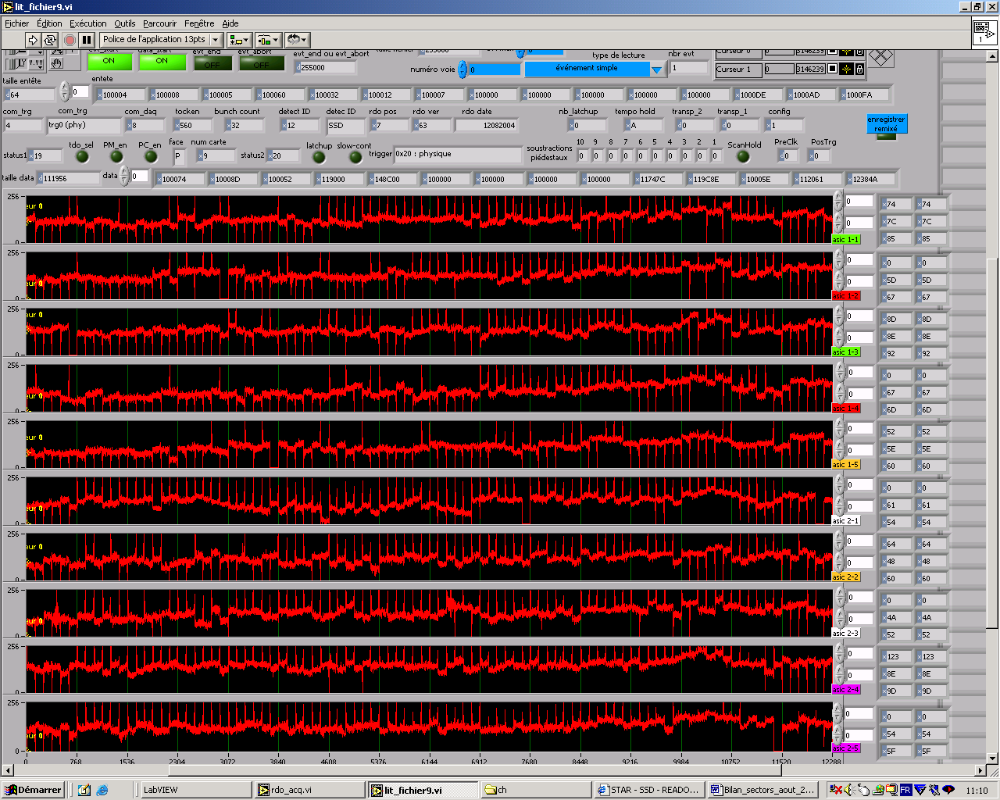 lit_fichier9.vi
Fichier Édition Exécution Outils Parcourir Fenêtre Aide
Police de l'application 13pts
1
evt_start data_start evt_end evt_abort evt_end ou evt_abort
ON ON OFF OFF 255000
numéro voie 0
type de lecture
événement simple
nbr evt
1
Curseur 0 0 3146239
Curseur 1 0 3146239
taille entête entete
64 0 100004 100008 100005 100060 100032 100012 100007 100000 100000 100000 100000 100000 1000DE 1000AD 1000FA
com_trg com_trg com_daq tocken bunch count detect ID detec ID rdo pos rdo ver rdo date nb_latchup tempo hold transp_2 transp_1 config
4 trg0 (phy) 8 560 32 12 SSD 7 63 12082004 0 A 0 0 1
enregistrer
remixé
status1 19 tdo_sel PM_en PC_en face P num carte 9 status2 20 latchup slow-cont trigger 0x20 : physique
soustractions
piédestaux
10 9 8 7 6 5 4 3 2 1
0 0 0 0 0 0 0 0 0 0
ScanHold PreClk 0 PosTrg 0
taille data 111956 data 0 100074 10008D 100052 119000 148C00 100000 100000 100000 100000 11747C 119C8E 10005E 112061 12384A
256 0 74 74
0 7C 7C
0 asic 1-1 85 85
256 0 0 0
0 5D 5D
0 asic 1-2 67 67
256 0 8D 8D
0 8E 8E
0 asic 1-3 92 92
256 0 0 0
0 67 67
0 asic 1-4 6D 6D
256 0 52 52
0 5E 5E
0 asic 1-5 60 60
256 0 0 0
0 61 61
0 asic 2-1 54 54
256 0 64 64
0 48 48
0 asic 2-2 60 60
256 0 0 0
0 4A 4A
0 asic 2-3 52 52
256 0 123 123
0 8E 8E
0 asic 2-4 9D 9D
256 0 0 0
0 54 54
0 asic 2-5 5F 5F
0 768 1536 2304 3072 3840 4608 5376 6144 6912 7680 8448 9216 9984 10752 11520 12288
Démarrer LabVIEW rdo_acq.vi lit_fichier9.vi ch STAR - SSD - READO... Bilan_sectors_aout_2... FR 11:10